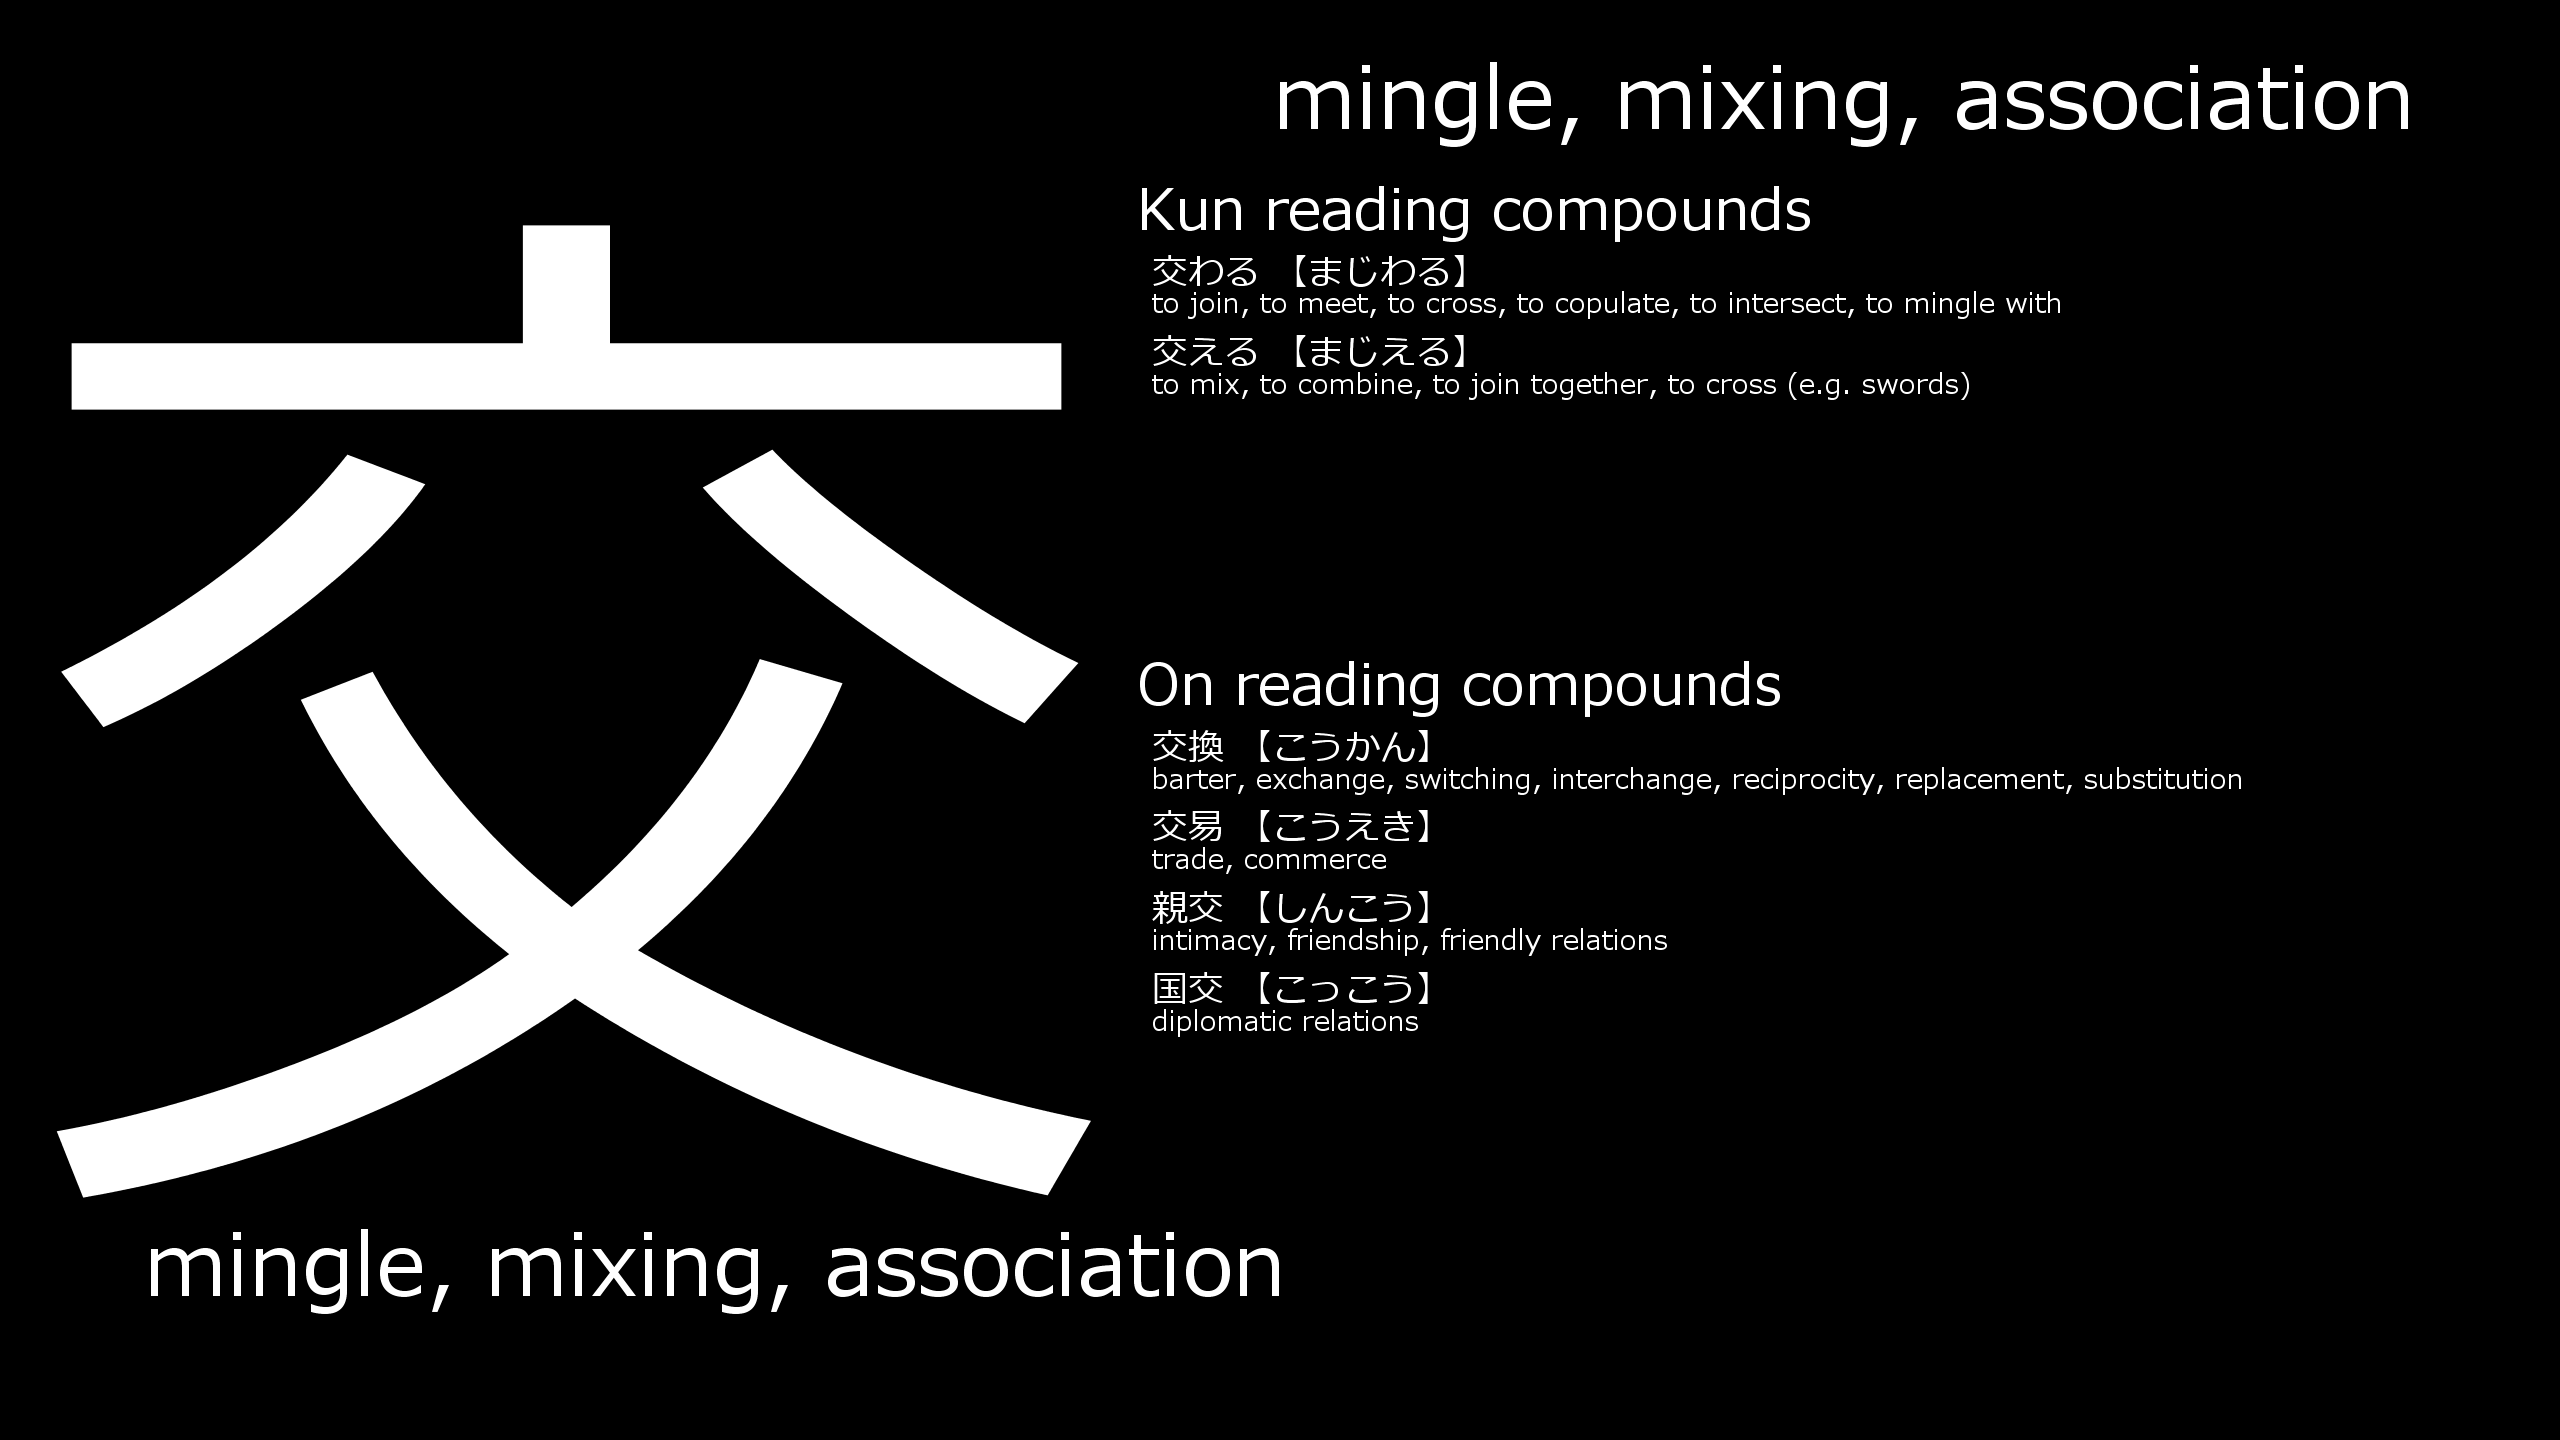 mingle, mixing, association
交
Kun reading compounds
交わる 【まじわる】
to join, to meet, to cross, to copulate, to intersect, to mingle with
交える 【まじえる】
to mix, to combine, to join together, to cross (e.g. swords)
On reading compounds
交換 【こうかん】
barter, exchange, switching, interchange, reciprocity, replacement, substitution
交易 【こうえき】
trade, commerce
親交 【しんこう】
intimacy, friendship, friendly relations
国交 【こっこう】
diplomatic relations
mingle, mixing, association